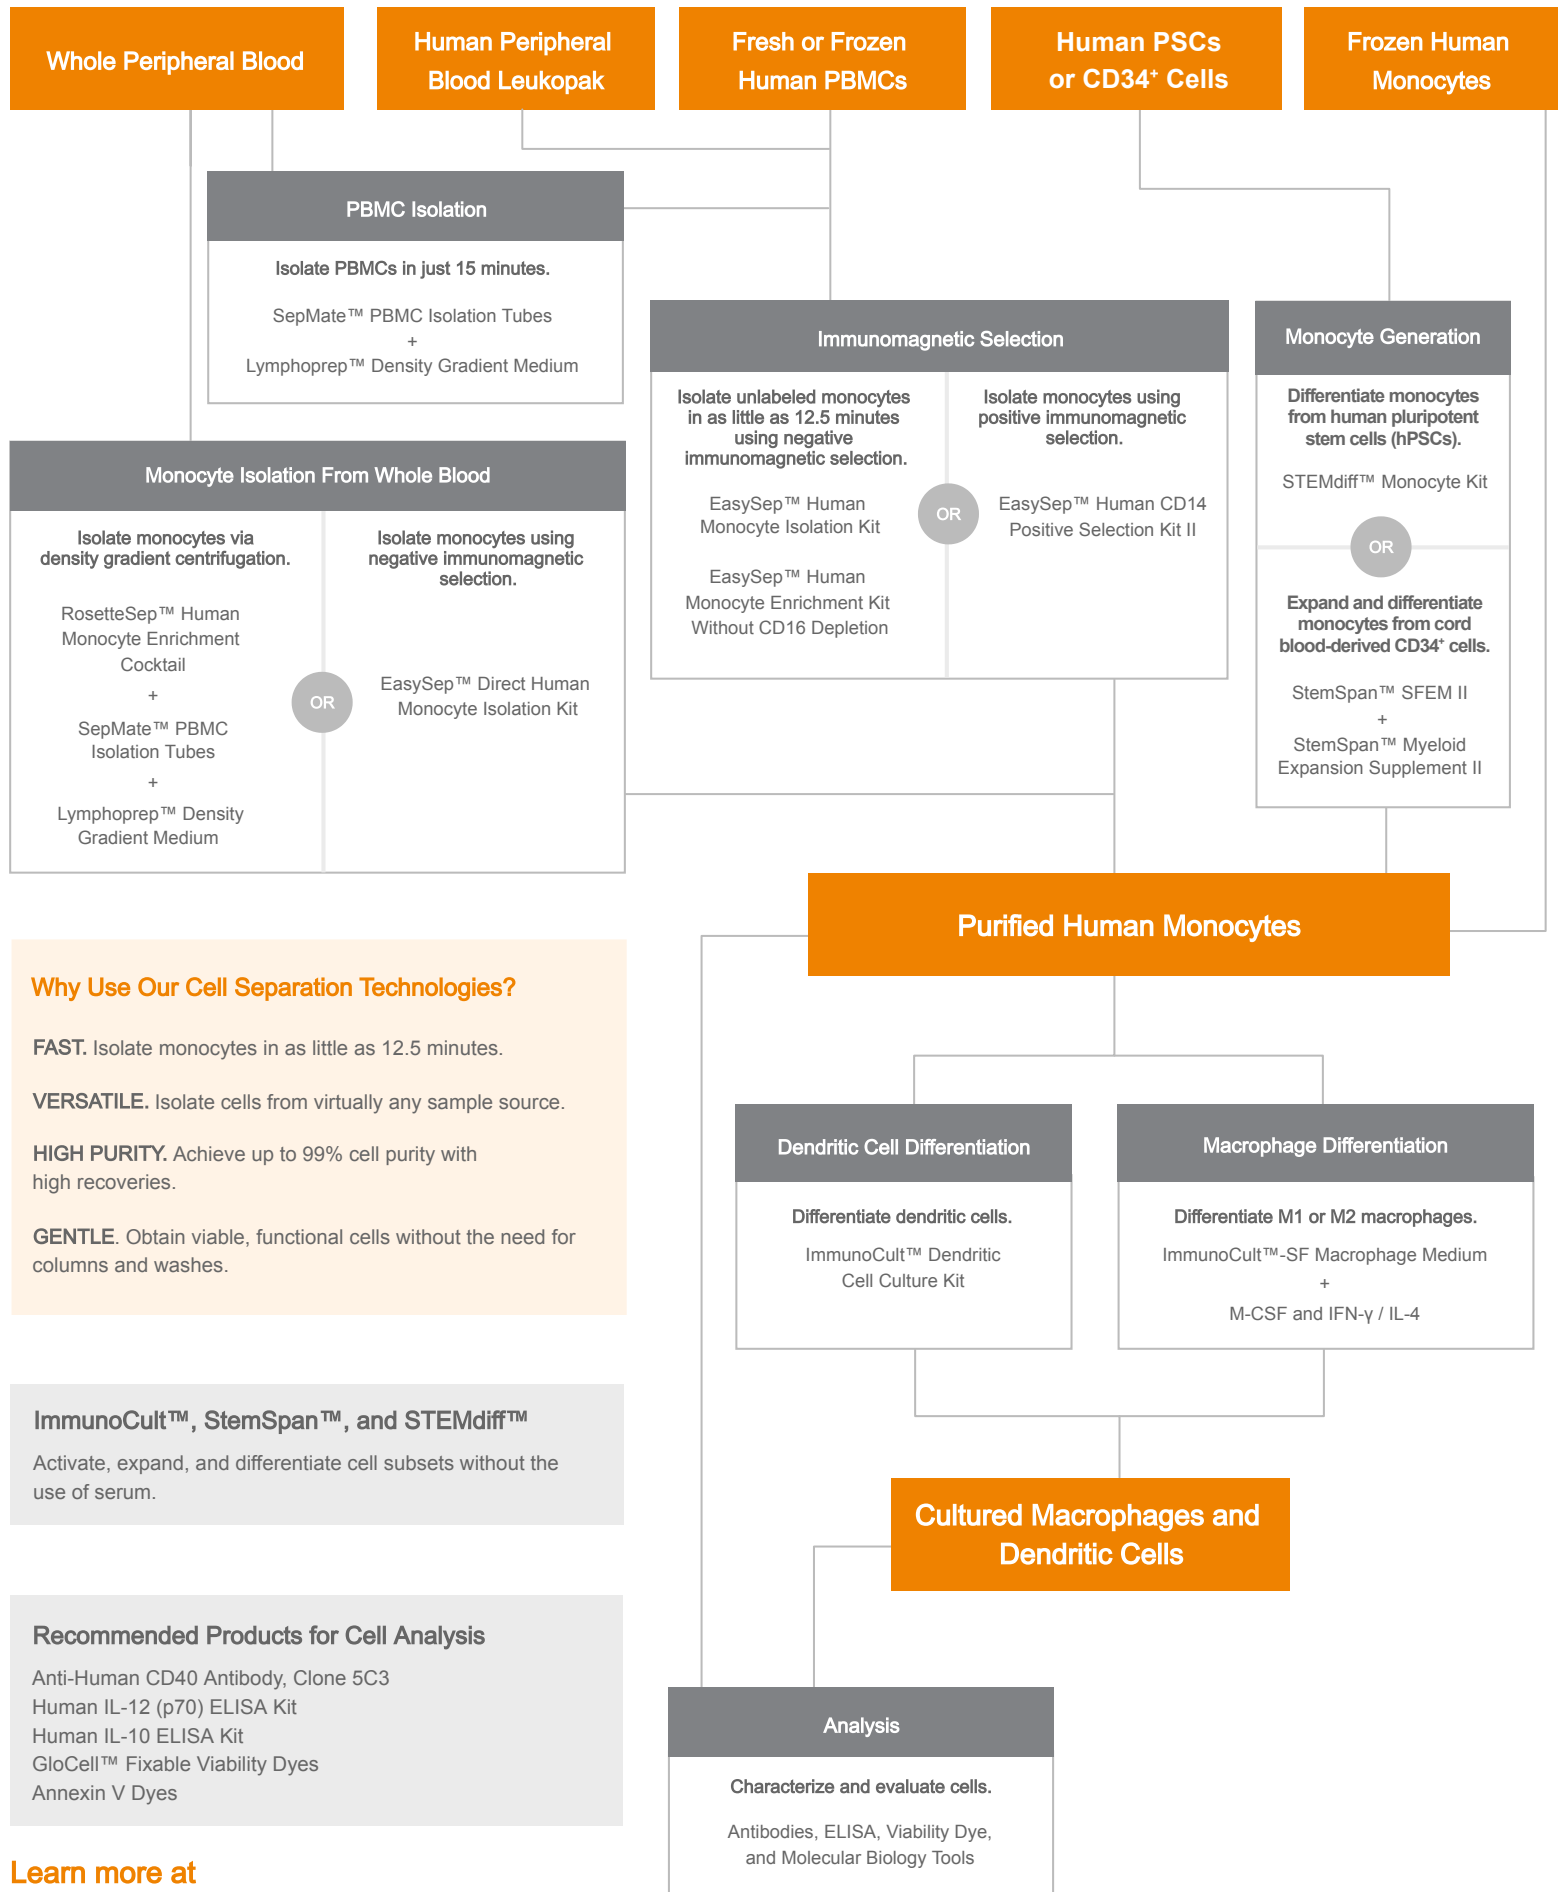 Whole Peripheral Blood
Human Peripheral
Blood Leukopak
Fresh or Frozen
Human PBMCs
Human PSCs
or CD34⁺ Cells
Frozen Human
Monocytes
PBMC Isolation
Isolate PBMCs in just 15 minutes.
SepMate™ PBMC Isolation Tubes
+
Lymphoprep™ Density Gradient Medium
Immunomagnetic Selection
Isolate unlabeled monocytes
in as little as 12.5 minutes
using negative
immunomagnetic selection.
EasySep™ Human
Monocyte Isolation Kit
EasySep™ Human
Monocyte Enrichment Kit
Without CD16 Depletion
OR
Isolate monocytes using
positive immunomagnetic
selection.
EasySep™ Human CD14
Positive Selection Kit II
Monocyte Generation
Differentiate monocytes
from human pluripotent
stem cells (hPSCs).
STEMdiff™ Monocyte Kit
OR
Expand and differentiate
monocytes from cord
blood-derived CD34⁺ cells.
StemSpan™ SFEM II
+
StemSpan™ Myeloid
Expansion Supplement II
Monocyte Isolation From Whole Blood
Isolate monocytes via
density gradient centrifugation.
RosetteSep™ Human
Monocyte Enrichment
Cocktail
+
SepMate™ PBMC
Isolation Tubes
+
Lymphoprep™ Density
Gradient Medium
OR
Isolate monocytes using
negative immunomagnetic
selection.
EasySep™ Direct Human
Monocyte Isolation Kit
Purified Human Monocytes
Why Use Our Cell Separation Technologies?
FAST. Isolate monocytes in as little as 12.5 minutes.
VERSATILE. Isolate cells from virtually any sample source.
HIGH PURITY. Achieve up to 99% cell purity with
high recoveries.
GENTLE. Obtain viable, functional cells without the need for
columns and washes.
Dendritic Cell Differentiation
Differentiate dendritic cells.
ImmunoCult™ Dendritic
Cell Culture Kit
Macrophage Differentiation
Differentiate M1 or M2 macrophages.
ImmunoCult™-SF Macrophage Medium
+
M-CSF and IFN-γ / IL-4
ImmunoCult™, StemSpan™, and STEMdiff™
Activate, expand, and differentiate cell subsets without the
use of serum.
Cultured Macrophages and
Dendritic Cells
Recommended Products for Cell Analysis
Anti-Human CD40 Antibody, Clone 5C3
Human IL-12 (p70) ELISA Kit
Human IL-10 ELISA Kit
GloCell™ Fixable Viability Dyes
Annexin V Dyes
Analysis
Characterize and evaluate cells.
Antibodies, ELISA, Viability Dye,
and Molecular Biology Tools
Learn more at